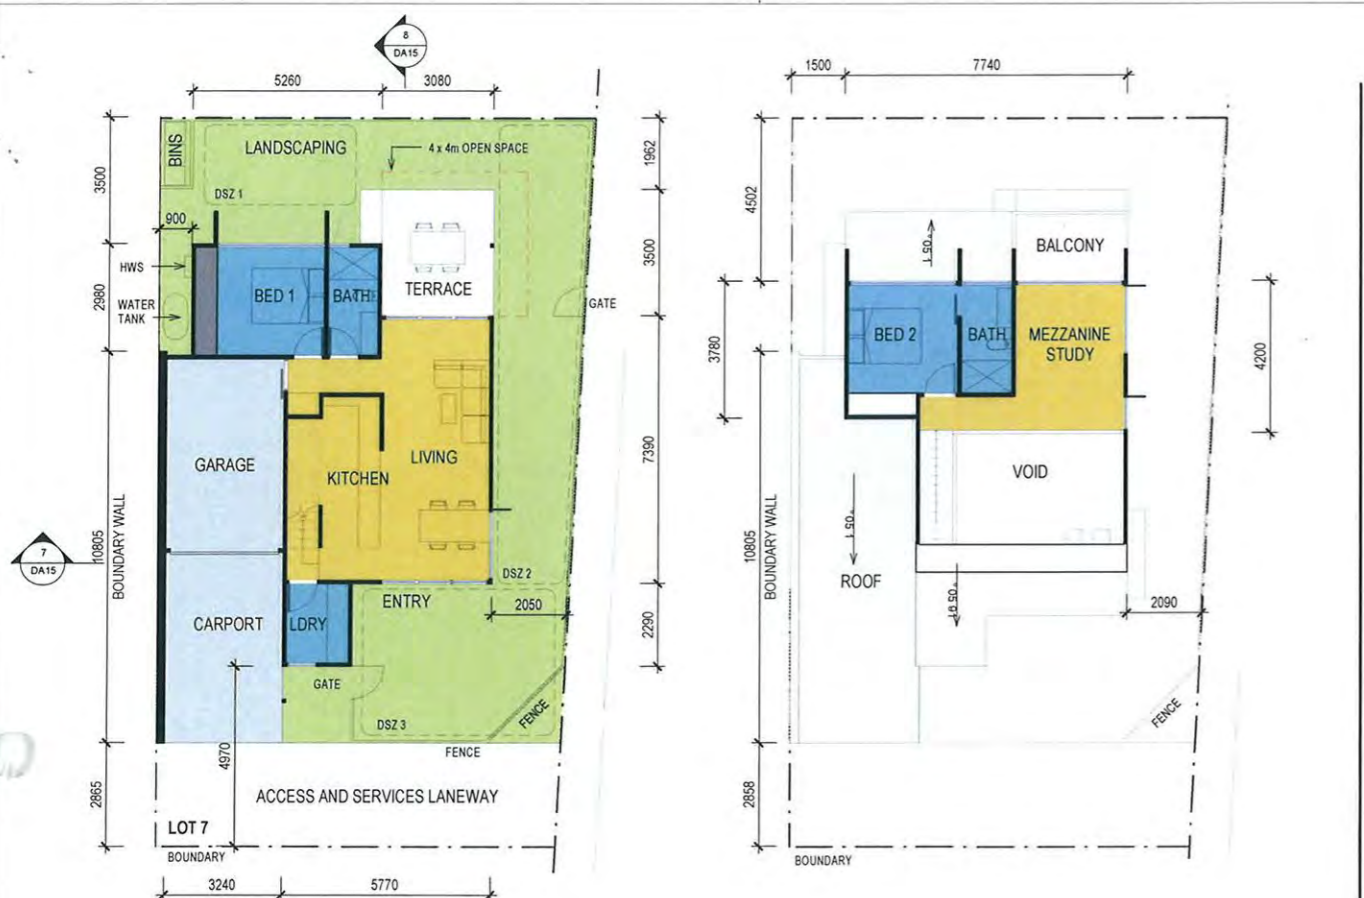 8
DA15
5260
3080
1500
7740
BINS
LANDSCAPING
4 x 4m OPEN SPACE
1962
3500
DSZ 1
4502
900
3500
BALCONY
HWS
BED 1
BATH
TERRACE
GATE
2980
WATER
TANK
BED 2
BATH
MEZZANINE
STUDY
3780
4200
GARAGE
KITCHEN
LIVING
7390
VOID
BOUNDARY WALL
10805
7
DA15
BOUNDARY WALL
10805
ROOF
DSZ 2
CARPORT
LDRY
ENTRY
2050
2290
2090
GATE
DSZ 3
FENCE
FENCE
FENCE
4970
2865
ACCESS AND SERVICES LANEWAY
2858
LOT 7
BOUNDARY
BOUNDARY
3240
5770